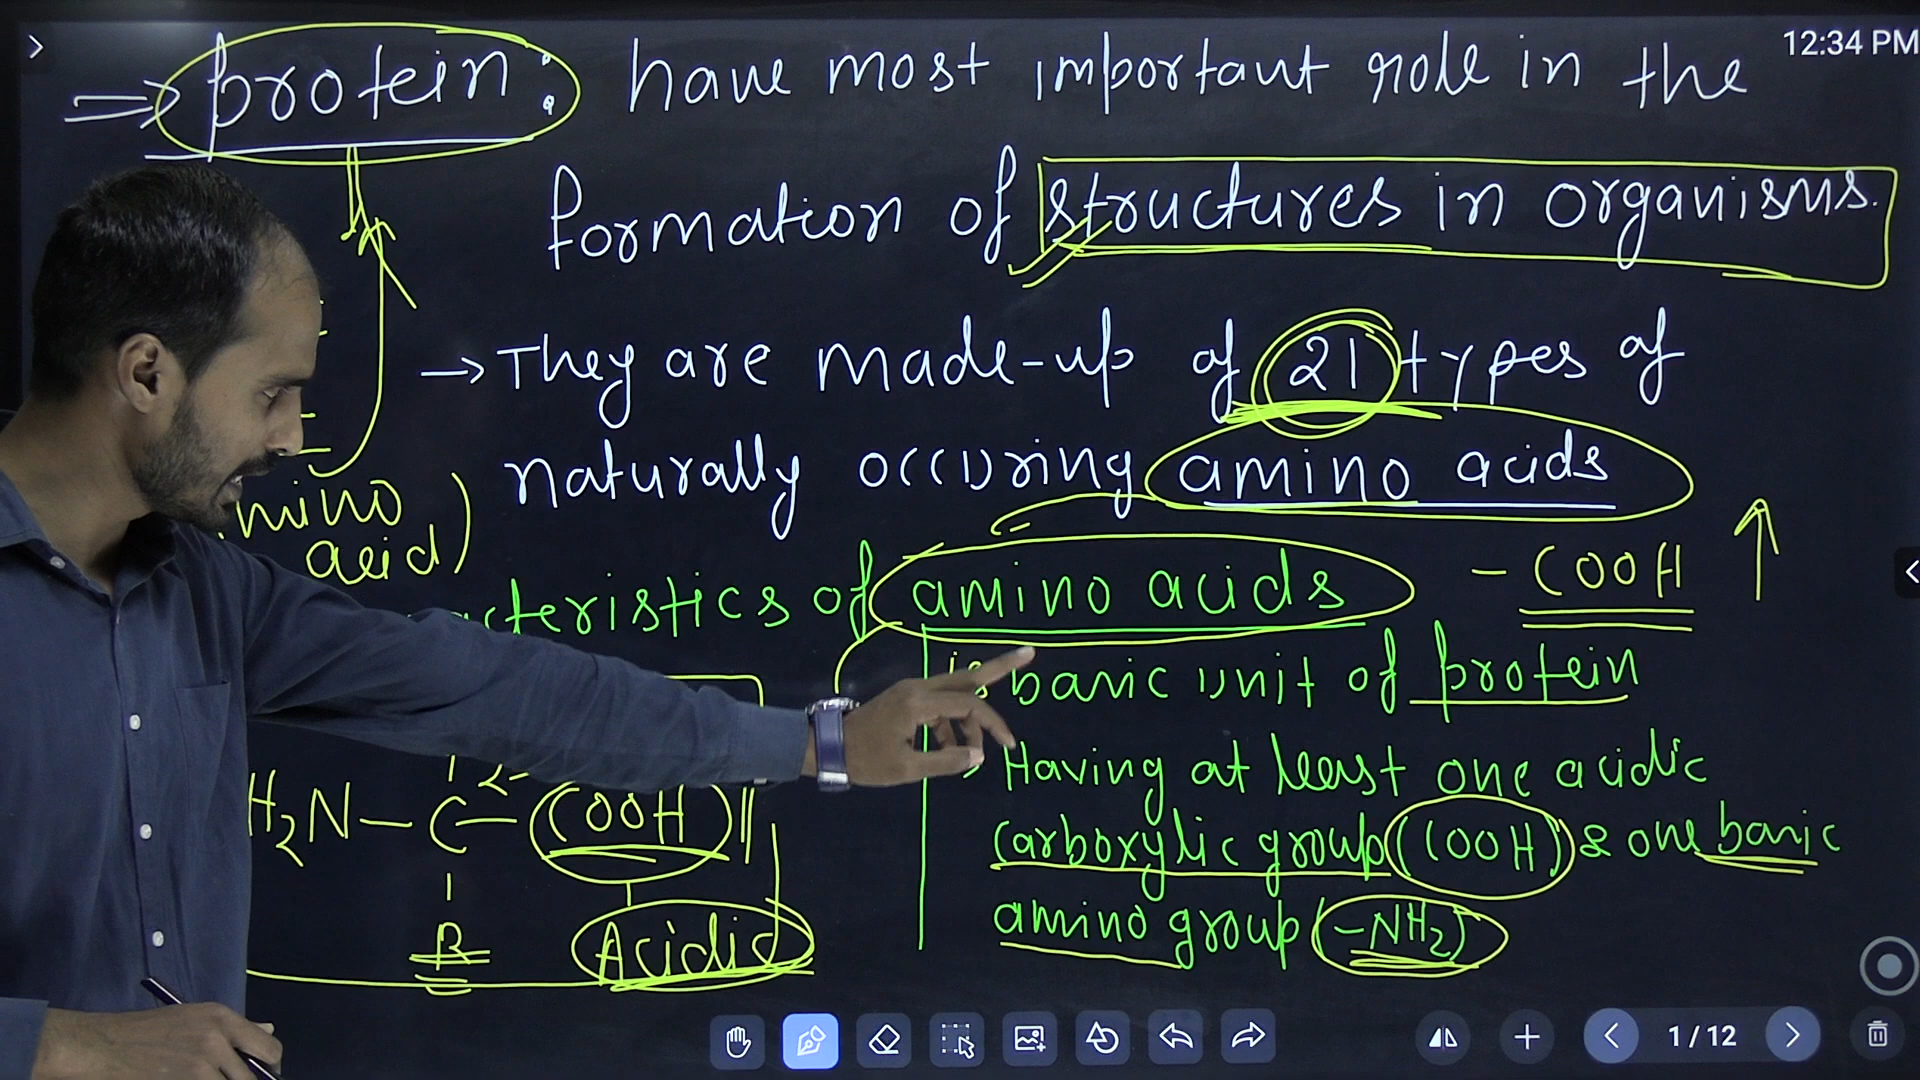 12:34 PM
⇒ protein: have most important role in the
formation of structures in organisms.
→ They are made-up of 21 types of
naturally occuring amino acids
mino
acid)
cteristics of amino acids
- COOH ↑
is basic unit of protein
Having at least one acidic
carboxylic group (COOH) & one basic
amino group (-NH2)
H2N - C - COOH
R
Acidic
1 / 12